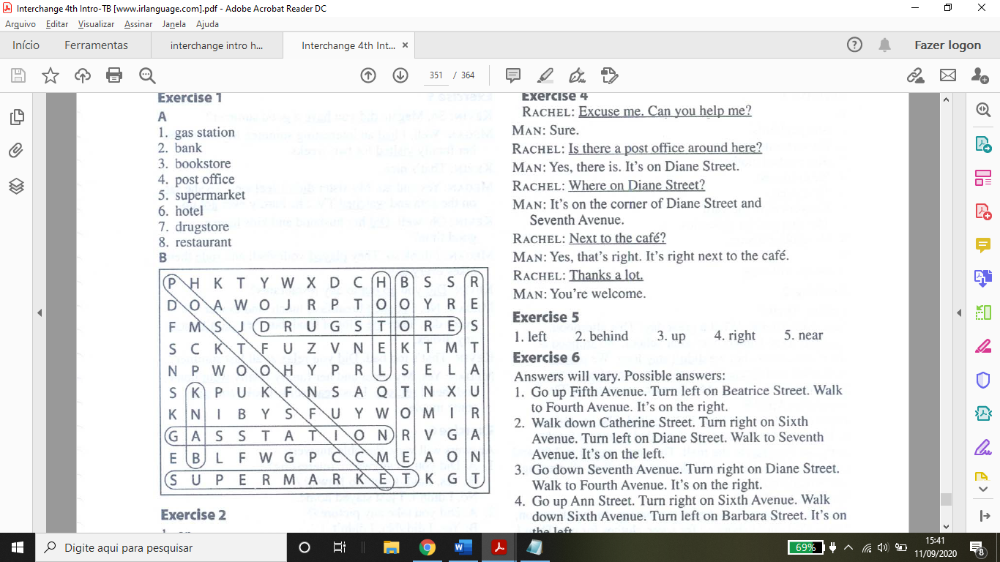 Interchange 4th Intro-TB [www.irlanguage.com].pdf - Adobe Acrobat Reader DC
Arquivo Editar Visualizar Assinar Janela Ajuda
Início Ferramentas interchange intro h... Interchange 4th Int... ×
Fazer logon
351 / 364
Exercise 1
A
1. gas station
2. bank
3. bookstore
4. post office
5. supermarket
6. hotel
7. drugstore
8. restaurant
B
P H K T Y W X D C H B S S R
D O A W O J R P T O O Y R E
F M S J D R U G S T O R E S
S C K T F U Z V N E K T U T
N P W O O H Y P R L S E L A
S K P U K F N S A Q T N X U
K N I B Y S F U Y W O M I R
G A S S T A T I O N R V G A
E B L F W G P C C M E A O N
S U P E R M A R K E T K G T
Exercise 2
Exercise 4
RACHEL: Excuse me. Can you help me?
MAN: Sure.
RACHEL: Is there a post office around here?
MAN: Yes, there is. It's on Diane Street.
RACHEL: Where on Diane Street?
MAN: It's on the corner of Diane Street and
Seventh Avenue.
RACHEL: Next to the café?
MAN: Yes, that's right. It's right next to the café.
RACHEL: Thanks a lot.
MAN: You're welcome.
Exercise 5
1. left 2. behind 3. up 4. right 5. near
Exercise 6
Answers will vary. Possible answers:
1. Go up Fifth Avenue. Turn left on Beatrice Street. Walk
to Fourth Avenue. It's on the right.
2. Walk down Catherine Street. Turn right on Sixth
Avenue. Turn left on Diane Street. Walk to Seventh
Avenue. It's on the left.
3. Go down Seventh Avenue. Turn right on Diane Street.
Walk to Fourth Avenue. It's on the right.
4. Go up Ann Street. Turn right on Sixth Avenue. Walk
down Sixth Avenue. Turn left on Barbara Street. It's on
the left.
Digite aqui para pesquisar
69%
15:41
11/09/2020
8